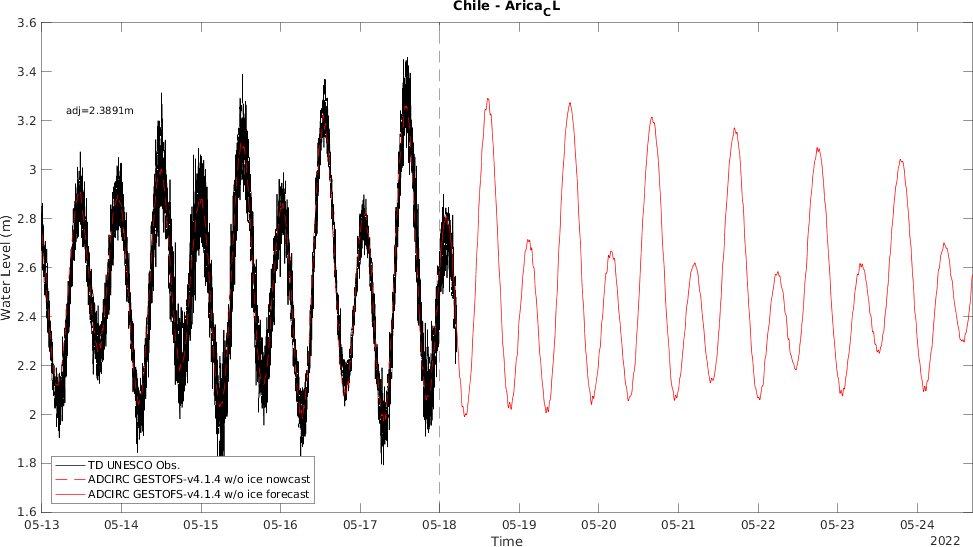 Chile - Arica_CL
3.6
3.4
3.2
3
2.8
2.6
2.4
2.2
2
1.8
1.6
Water Level (m)
adj=2.3891m
TD UNESCO Obs.
ADCIRC GESTOFS-v4.1.4 w/o ice nowcast
ADCIRC GESTOFS-v4.1.4 w/o ice forecast
05-13 05-14 05-15 05-16 05-17 05-18 05-19 05-20 05-21 05-22 05-23 05-24
Time
2022